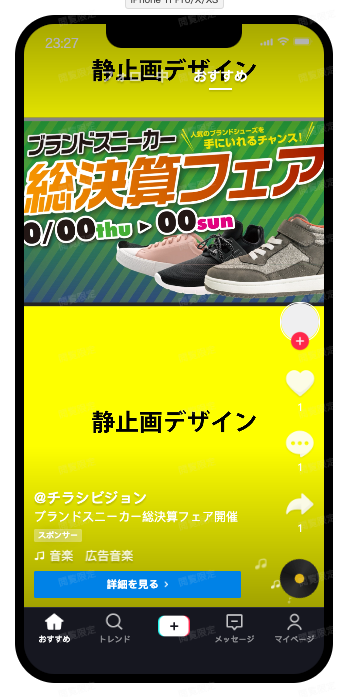 iPhone 11 Pro/X/XS
23:27
静止画デザイン
おすすめ
ブランドスニーカー
人気のブランドシューズを
手にいれるチャンス!
総決算フェア
0/00thu ▶ 00sun
静止画デザイン
1
1
1
@チラシビジョン
ブランドスニーカー総決算フェア開催
スポンサー
♫ 音楽 広告音楽
詳細を見る ›
おすすめ
トレンド
メッセージ
マイページ
閲覧限定